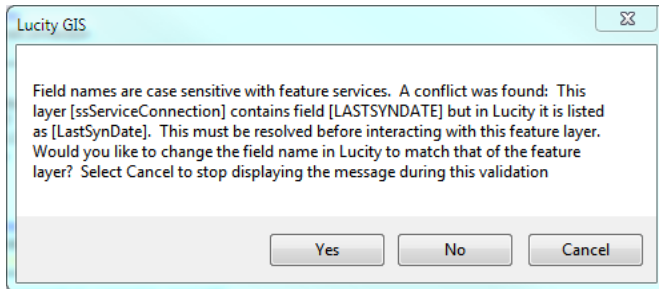 Lucity GIS
Field names are case sensitive with feature services.  A conflict was found:  This
layer [ssServiceConnection] contains field [LASTSYNDATE] but in Lucity it is listed
as [LastSynDate].  This must be resolved before interacting with this feature layer.
Would you like to change the field name in Lucity to match that of the feature
layer?  Select Cancel to stop displaying the message during this validation
Yes
No
Cancel